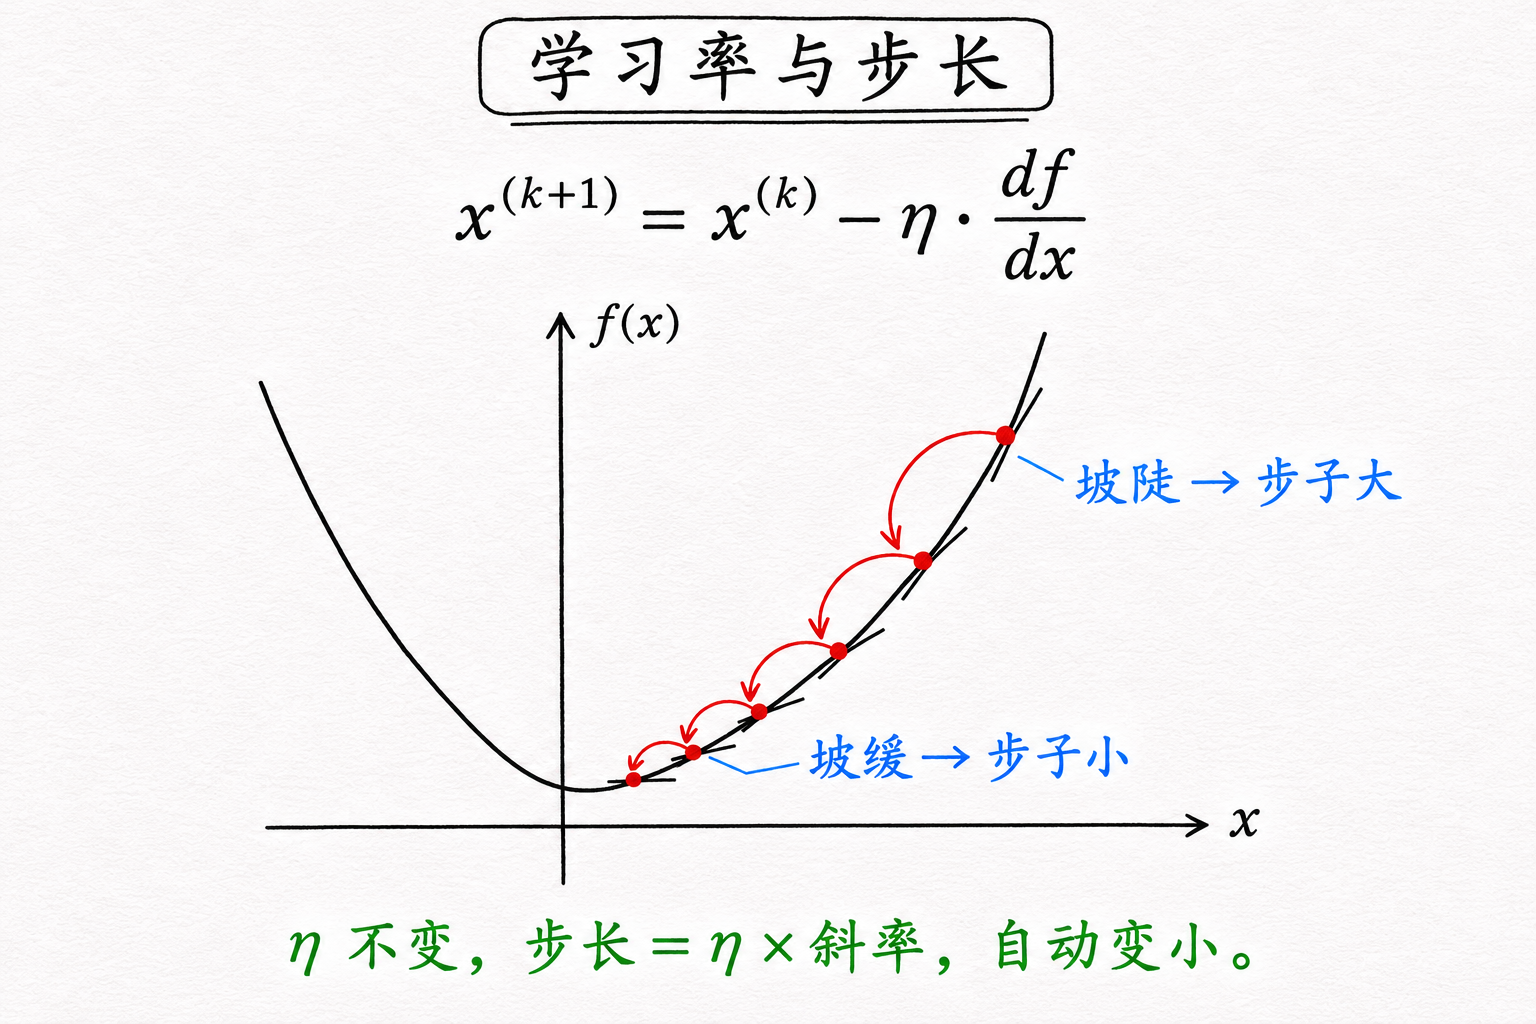 学习率与步长
x^(k+1) = x^(k) − η · df/dx
f(x)
坡陡 → 步子大
坡缓 → 步子小
x
η 不变，步长 = η × 斜率，自动变小。